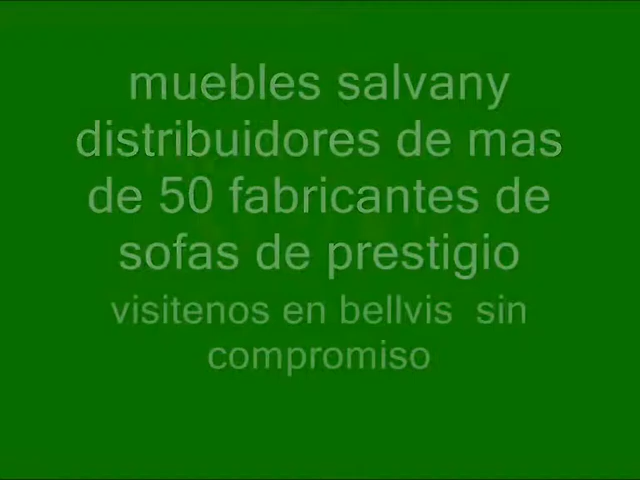 muebles salvany
distribuidores de mas
de 50 fabricantes de
sofas de prestigio
visitenos en bellvis  sin
compromiso